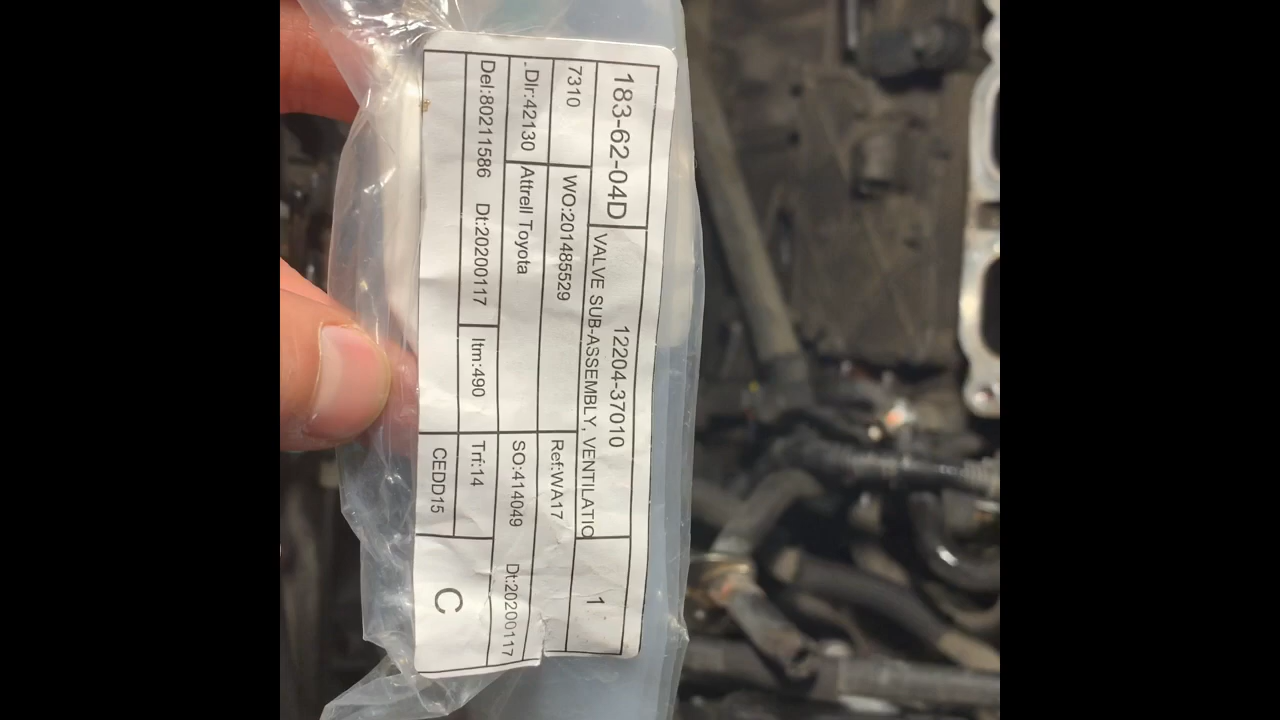 183-62-04D 12204-37010
VALVE SUB-ASSEMBLY, VENTILATIO 1
7310 WO:201485529 Ref:WA17
.Dlr:42130 Attrell Toyota SO:414049 Dt:20200117
Del:80211586 Dt:20200117 Itm:490 Trf:14
CEDD15 C